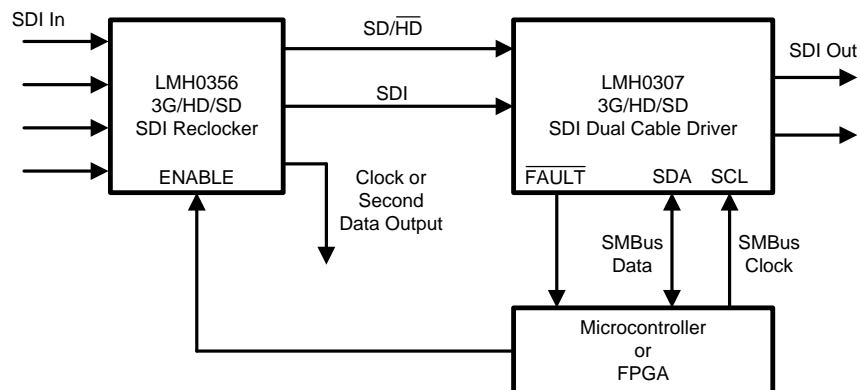 SDI In
SD/HD
SDI Out
LMH0356
3G/HD/SD
SDI Reclocker
ENABLE
SDI
LMH0307
3G/HD/SD
SDI Dual Cable Driver
FAULT SDA SCL
Clock or
Second
Data Output
SMBus
Data
SMBus
Clock
Microcontroller
or
FPGA